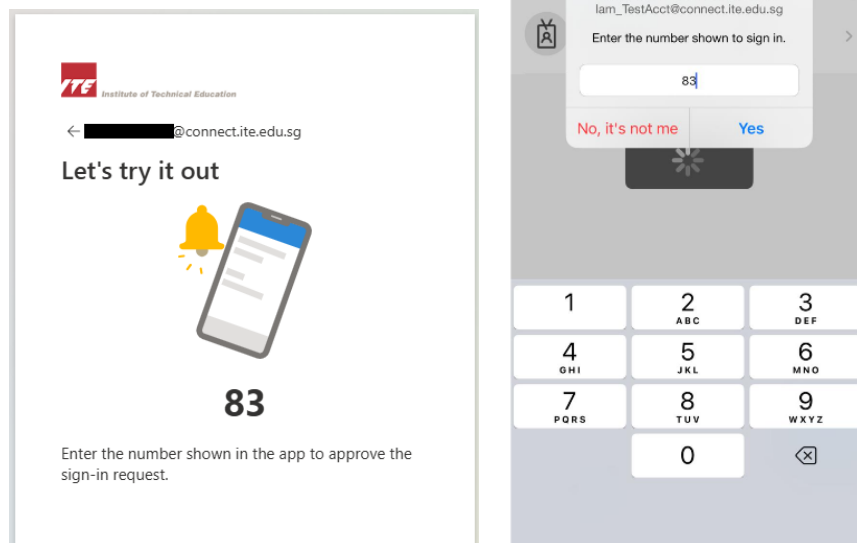 ITE Institute of Technical Education
← @connect.ite.edu.sg
Let's try it out
83
Enter the number shown in the app to approve the
sign-in request.
Iam_TestAcct@connect.ite.edu.sg
Enter the number shown to sign in.
83
No, it's not me Yes
1 2 3
ABC DEF
4 5 6
GHI JKL MNO
7 8 9
PQRS TUV WXYZ
0